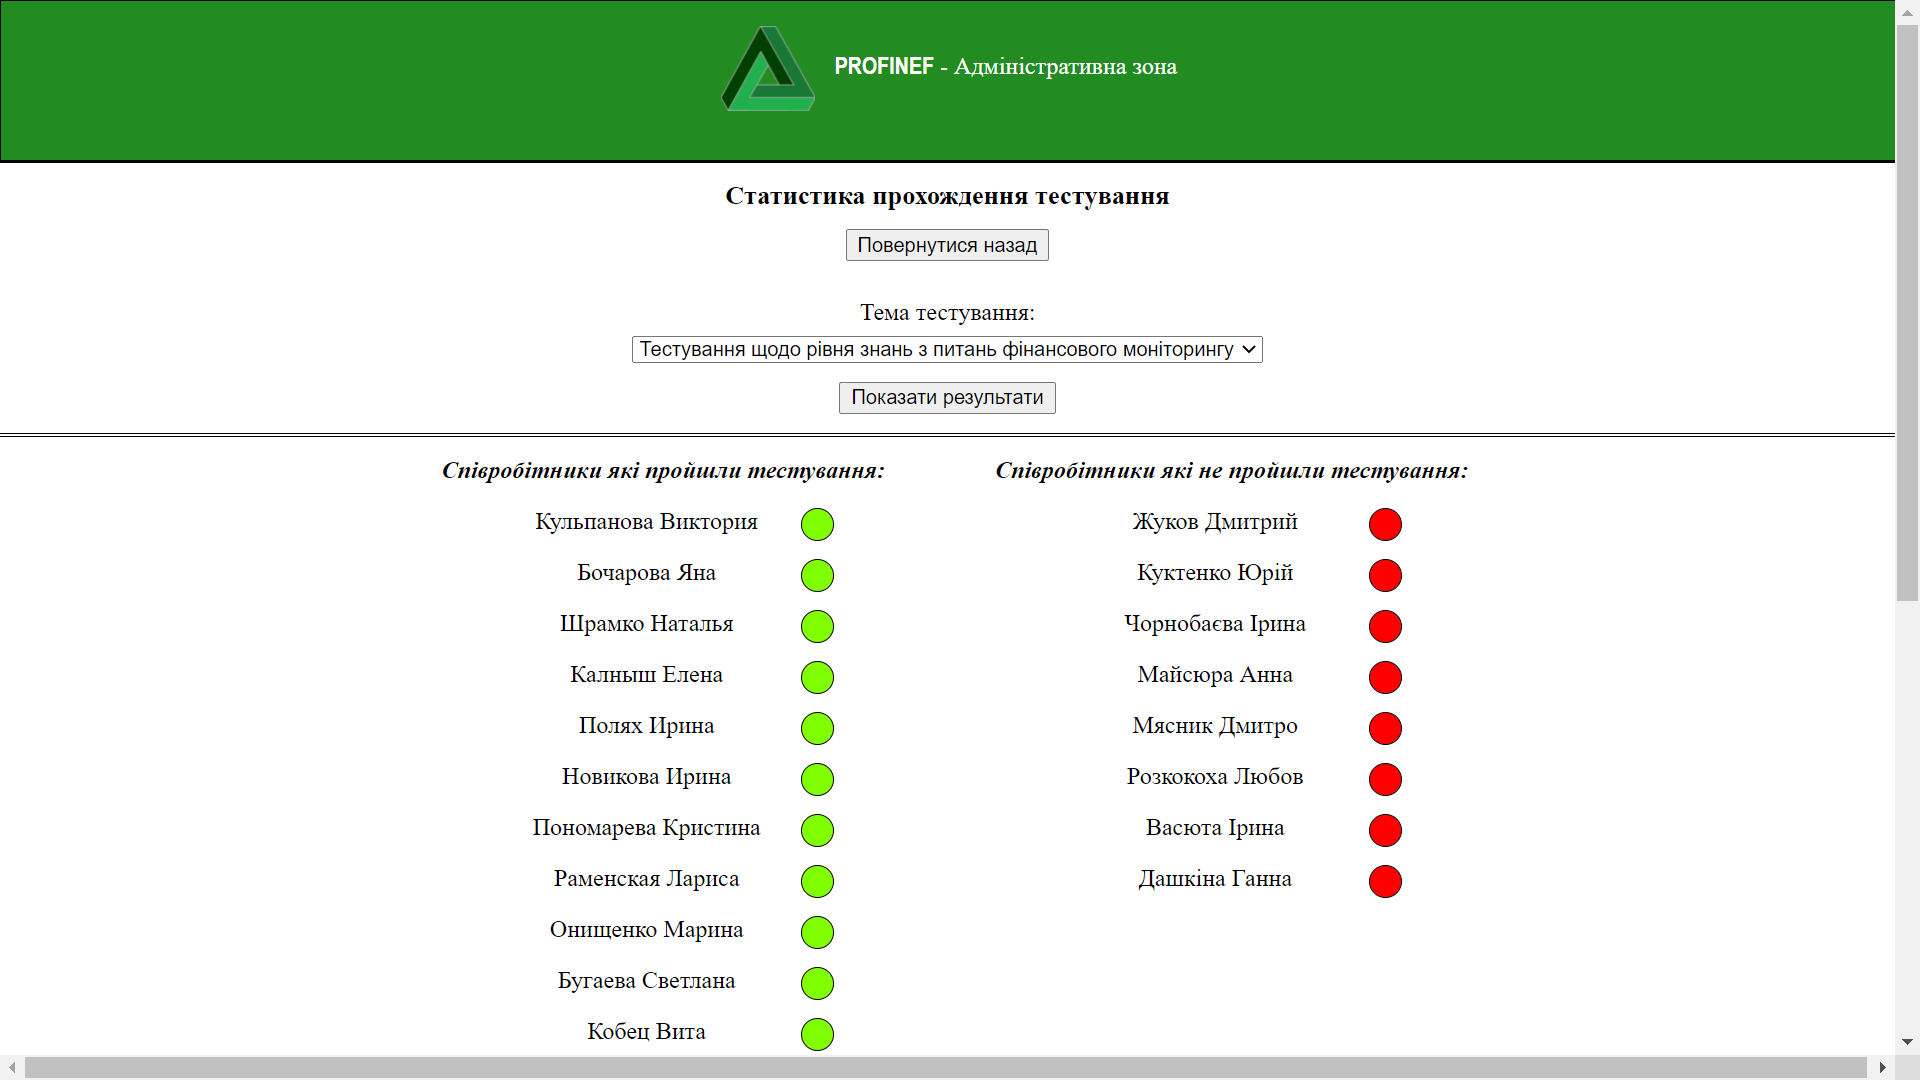 PROFINEF - Адміністративна зона
Статистика прохождення тестування
Повернутися назад
Тема тестування:
Тестування щодо рівня знань з питань фінансового моніторингу
Показати результати
Співробітники які пройшли тестування:
Кульпанова Виктория
Бочарова Яна
Шрамко Наталья
Калныш Елена
Полях Ирина
Новикова Ирина
Пономарева Кристина
Раменская Лариса
Онищенко Марина
Бугаева Светлана
Кобец Вита
Співробітники які не пройшли тестування:
Жуков Дмитрий
Куктенко Юрій
Чорнобаєва Ірина
Майсюра Анна
Мясник Дмитро
Розкокоха Любов
Васюта Ірина
Дашкіна Ганна